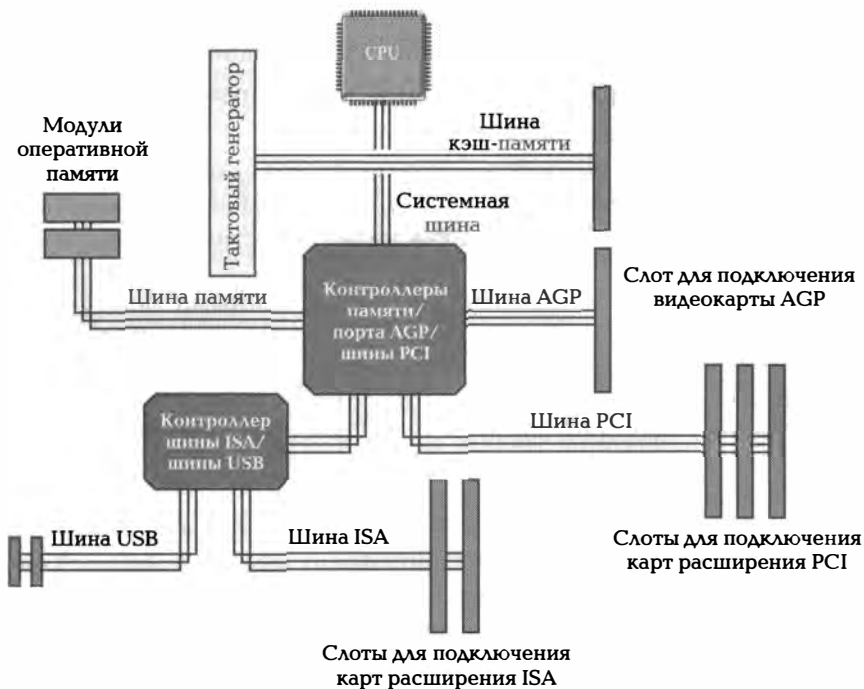 CPU
Тактовый генератор
Модули
оперативной
памяти
Шина
кэш-памяти
Системная
шина
Шина памяти
Контроллеры
памяти/
порта AGP/
шины PCI
Шина AGP
Слот для подключения
видеокарты AGP
Контроллер
шины ISA/
шины USB
Шина PCI
Шина USB
Шина ISA
Слоты для подключения
карт расширения PCI
Слоты для подключения
карт расширения ISA